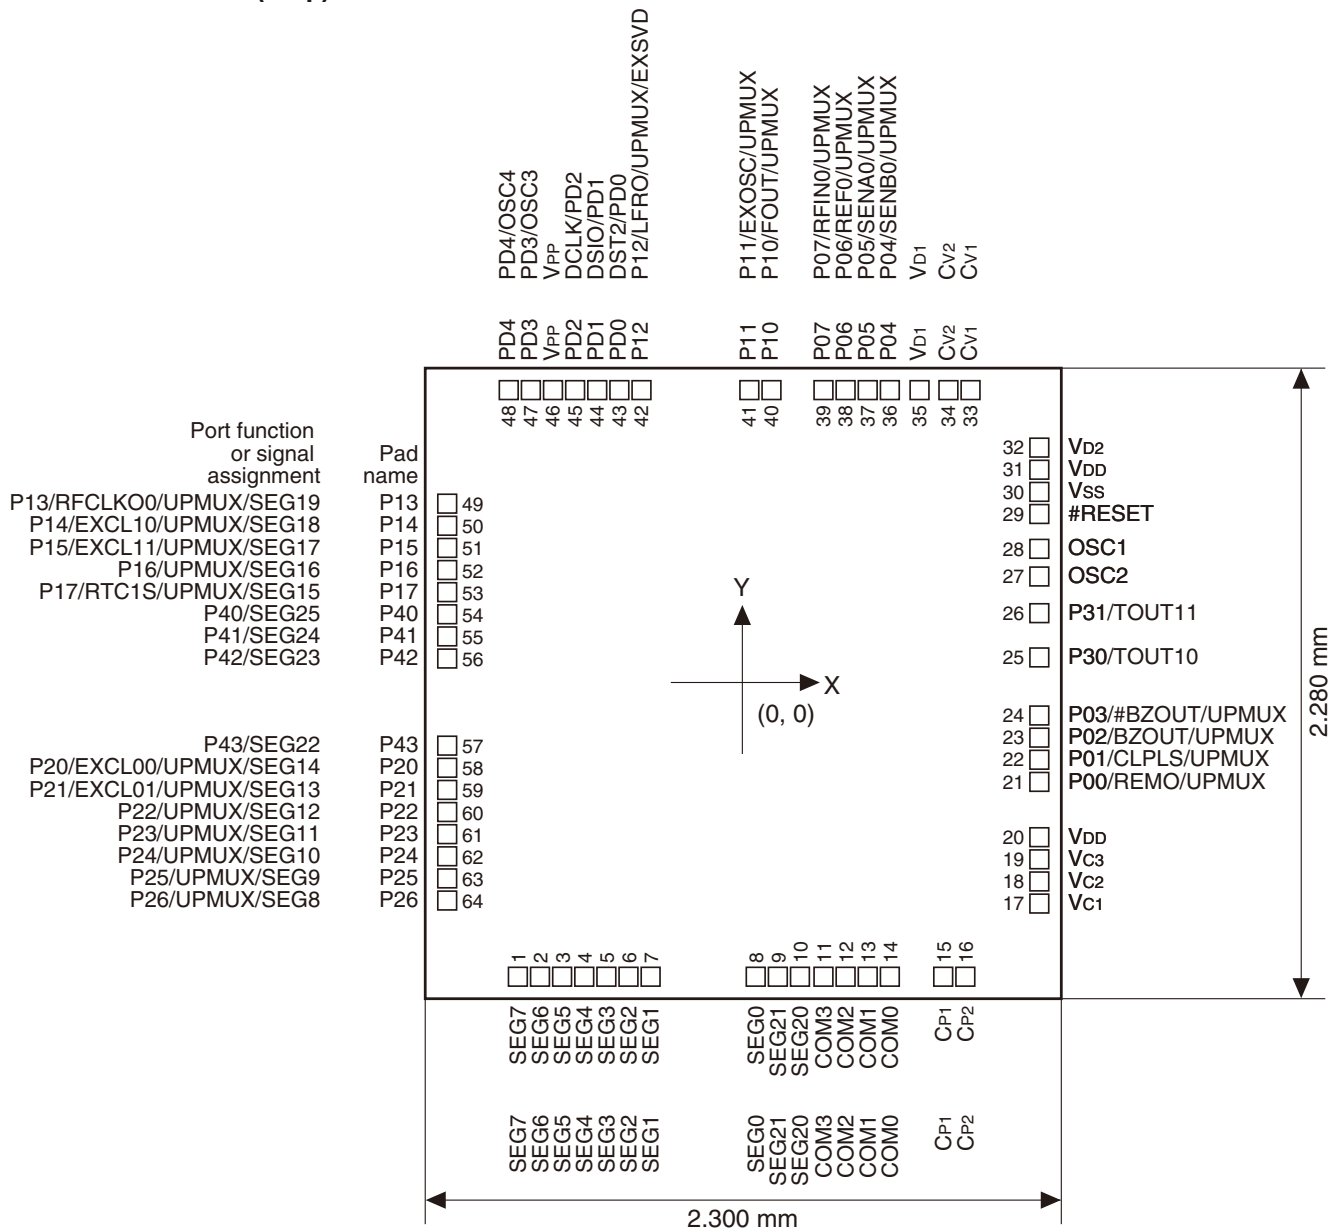 PD4/OSC4
PD3/OSC3
VPP
DCLK/PD2
DSIO/PD1
DST2/PD0
P12/LFRO/UPMUX/EXSVD
P11/EXOSC/UPMUX
P10/FOUT/UPMUX
P07/RFIN0/UPMUX
P06/REF0/UPMUX
P05/SENA0/UPMUX
P04/SENB0/UPMUX
VD1
CV2
CV1
PD4
PD3
VPP
PD2
PD1
PD0
P12
P11
P10
P07
P06
P05
P04
VD1
CV2
CV1
48
47
46
45
44
43
42
41
40
39
38
37
36
35
34
33
Port function
or signal
assignment
Pad
name
P13/RFCLKO0/UPMUX/SEG19 P13 49
P14/EXCL10/UPMUX/SEG18 P14 50
P15/EXCL11/UPMUX/SEG17 P15 51
P16/UPMUX/SEG16 P16 52
P17/RTC1S/UPMUX/SEG15 P17 53
P40/SEG25 P40 54
P41/SEG24 P41 55
P42/SEG23 P42 56
P43/SEG22 P43 57
P20/EXCL00/UPMUX/SEG14 P20 58
P21/EXCL01/UPMUX/SEG13 P21 59
P22/UPMUX/SEG12 P22 60
P23/UPMUX/SEG11 P23 61
P24/UPMUX/SEG10 P24 62
P25/UPMUX/SEG9 P25 63
P26/UPMUX/SEG8 P26 64
Y
X
(0, 0)
32 VD2
31 VDD
30 VSS
29 #RESET
28 OSC1
27 OSC2
26 P31/TOUT11
25 P30/TOUT10
24 P03/#BZOUT/UPMUX
23 P02/BZOUT/UPMUX
22 P01/CLPLS/UPMUX
21 P00/REMO/UPMUX
20 VDD
19 VC3
18 VC2
17 VC1
2.280 mm
1
2
3
4
5
6
7
8
9
10
11
12
13
14
15
16
SEG7
SEG6
SEG5
SEG4
SEG3
SEG2
SEG1
SEG0
SEG21
SEG20
COM3
COM2
COM1
COM0
CP1
CP2
SEG7
SEG6
SEG5
SEG4
SEG3
SEG2
SEG1
SEG0
SEG21
SEG20
COM3
COM2
COM1
COM0
CP1
CP2
2.300 mm